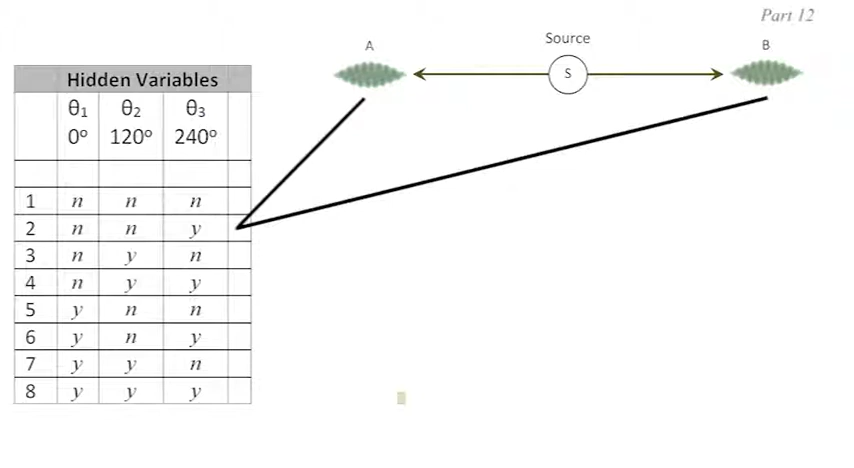 Part 12
Source
A
B
S
Hidden Variables
θ₁ θ₂ θ₃
0° 120° 240°
1 n n n
2 n n y
3 n y n
4 n y y
5 y n n
6 y n y
7 y y n
8 y y y